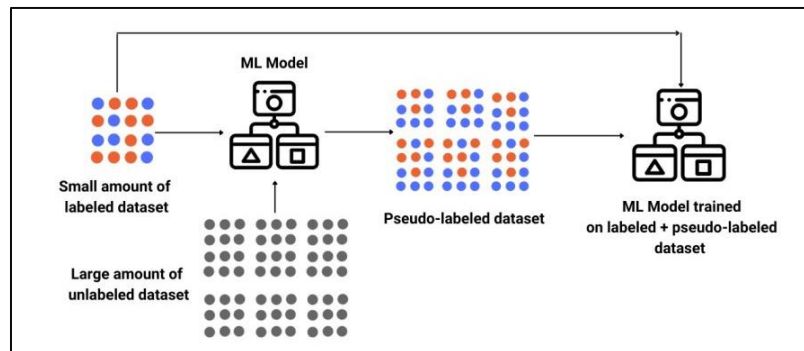 ML Model
Small amount of
labeled dataset
Large amount of
unlabeled dataset
Pseudo-labeled dataset
ML Model trained
on labeled + pseudo-labeled
dataset